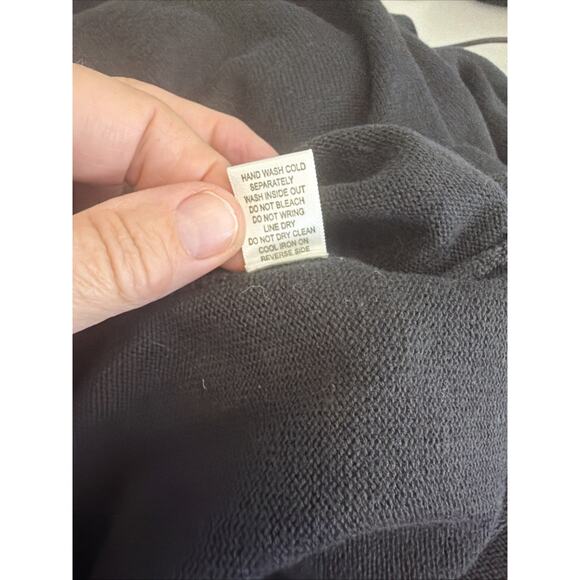 HAND WASH COLD
SEPARATELY
WASH INSIDE OUT
DO NOT BLEACH
DO NOT WRING
LINE DRY
DO NOT DRY CLEAN
COOL IRON ON
REVERSE SIDE